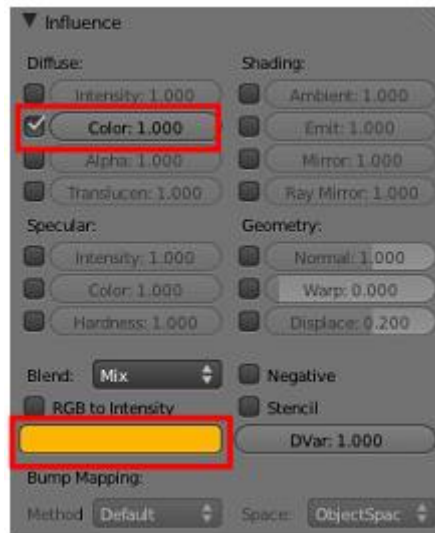 Influence
Diffuse: Shading:
Intensity: 1.000 Ambient: 1.000
Color: 1.000 Emit: 1.000
Alpha: 1.000 Mirror: 1.000
Translucen: 1.000 Ray Mirror: 1.000
Specular: Geometry:
Intensity: 1.000 Normal: 1.000
Color: 1.000 Warp: 0.000
Hardness: 1.000 Displace: 0.200
Blend: Mix Negative
RGB to Intensity Stencil
DVar: 1.000
Bump Mapping:
Method Default Space: ObjectSpac